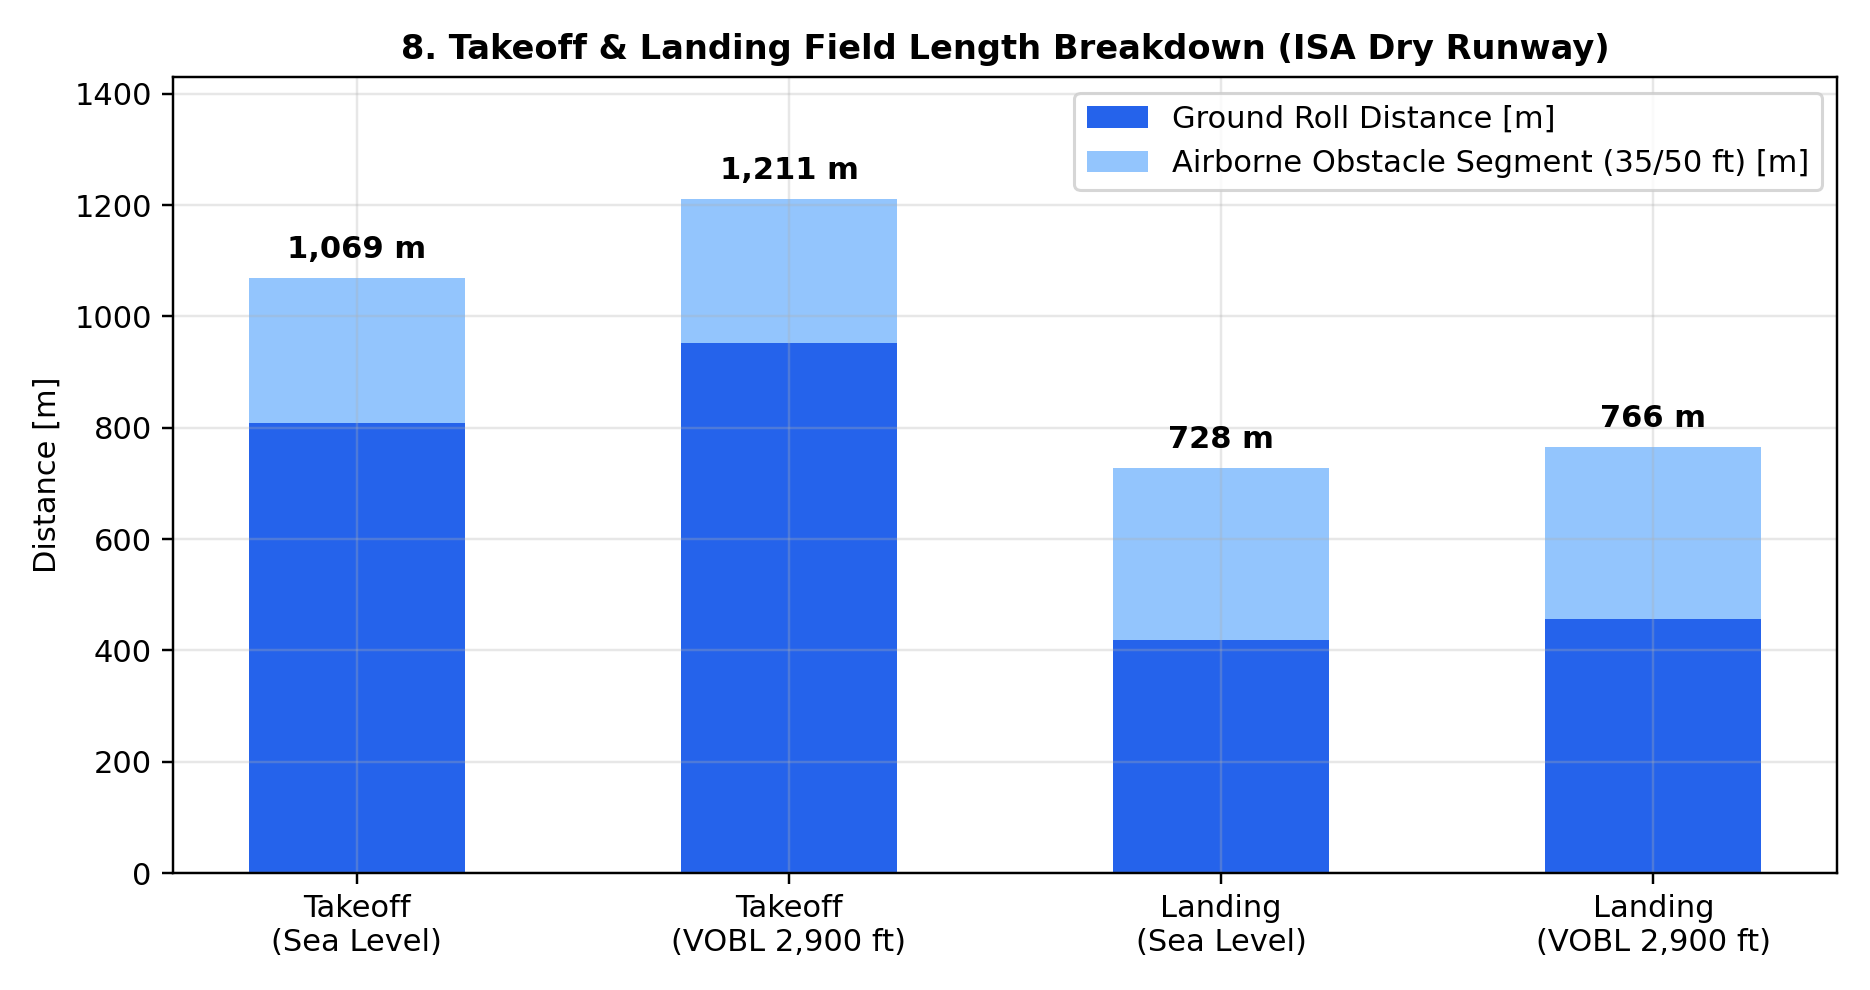 8. Takeoff & Landing Field Length Breakdown (ISA Dry Runway)
Ground Roll Distance [m]
Airborne Obstacle Segment (35/50 ft) [m]
Distance [m]
1400
1200
1000
800
600
400
200
0
1,069 m
1,211 m
728 m
766 m
Takeoff
(Sea Level)
Takeoff
(VOBL 2,900 ft)
Landing
(Sea Level)
Landing
(VOBL 2,900 ft)